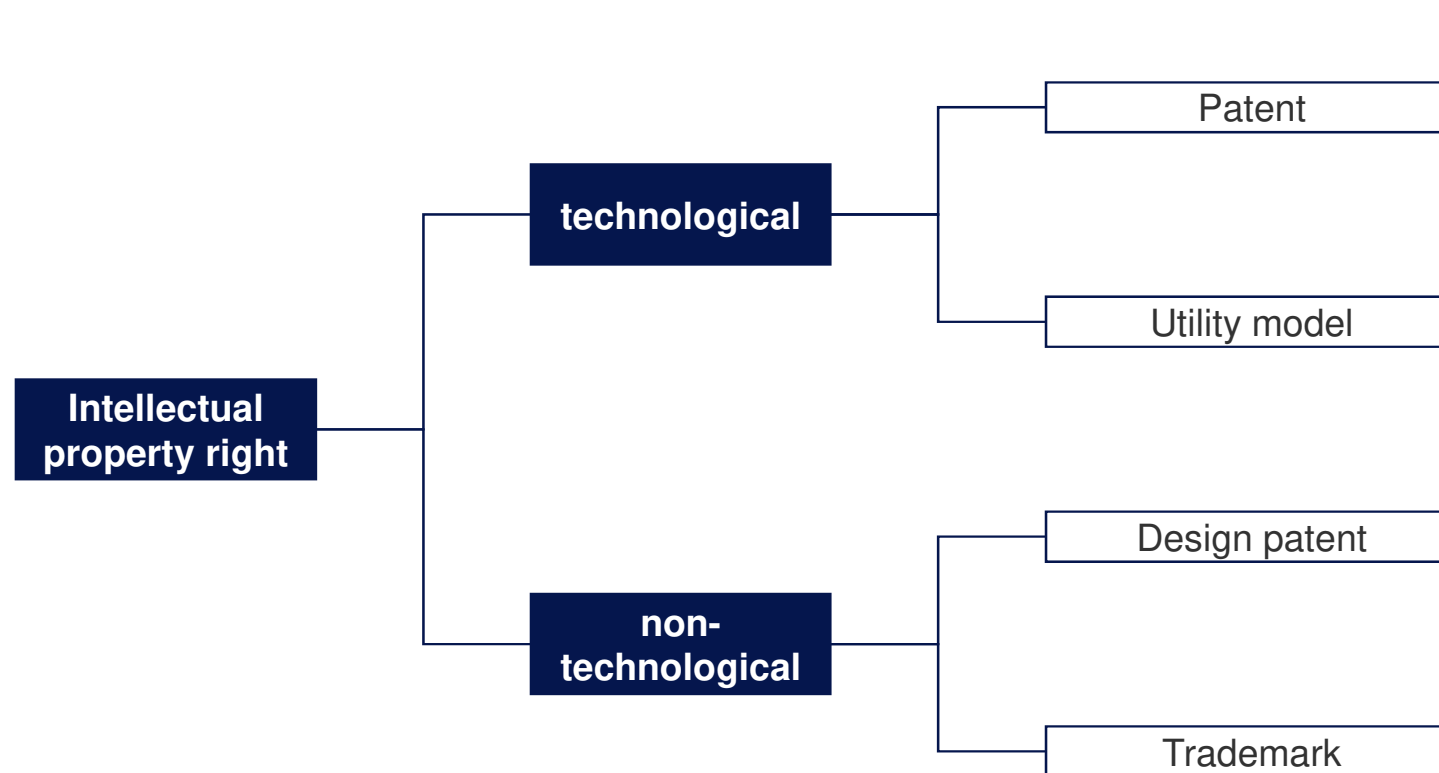 Patent
technological
Utility model
Intellectual
property right
Design patent
non-
technological
Trademark